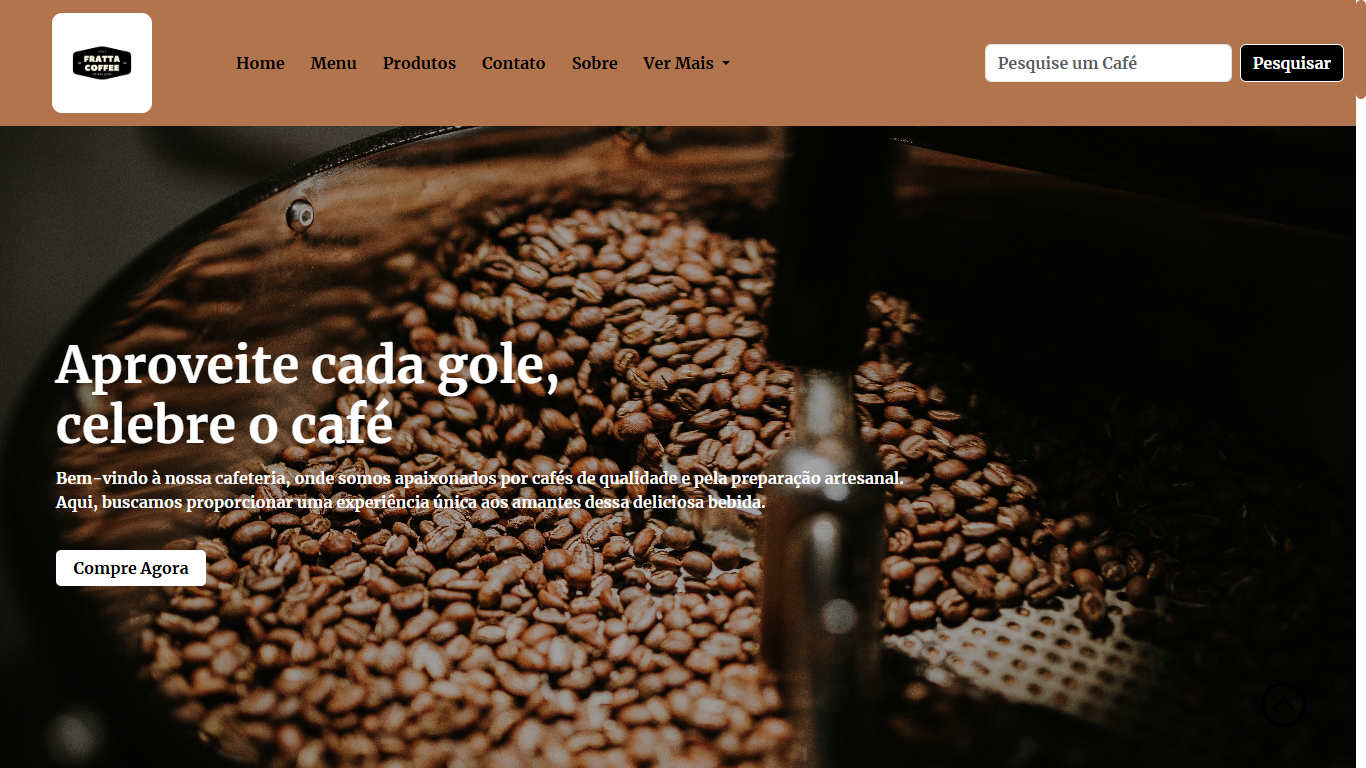 FRATTA
COFFEE
Home Menu Produtos Contato Sobre Ver Mais
Pesquise um Café
Pesquisar
Aproveite cada gole,
celebre o café
Bem-vindo à nossa cafeteria, onde somos apaixonados por cafés de qualidade e pela preparação artesanal.
Aqui, buscamos proporcionar uma experiência única aos amantes dessa deliciosa bebida.
Compre Agora